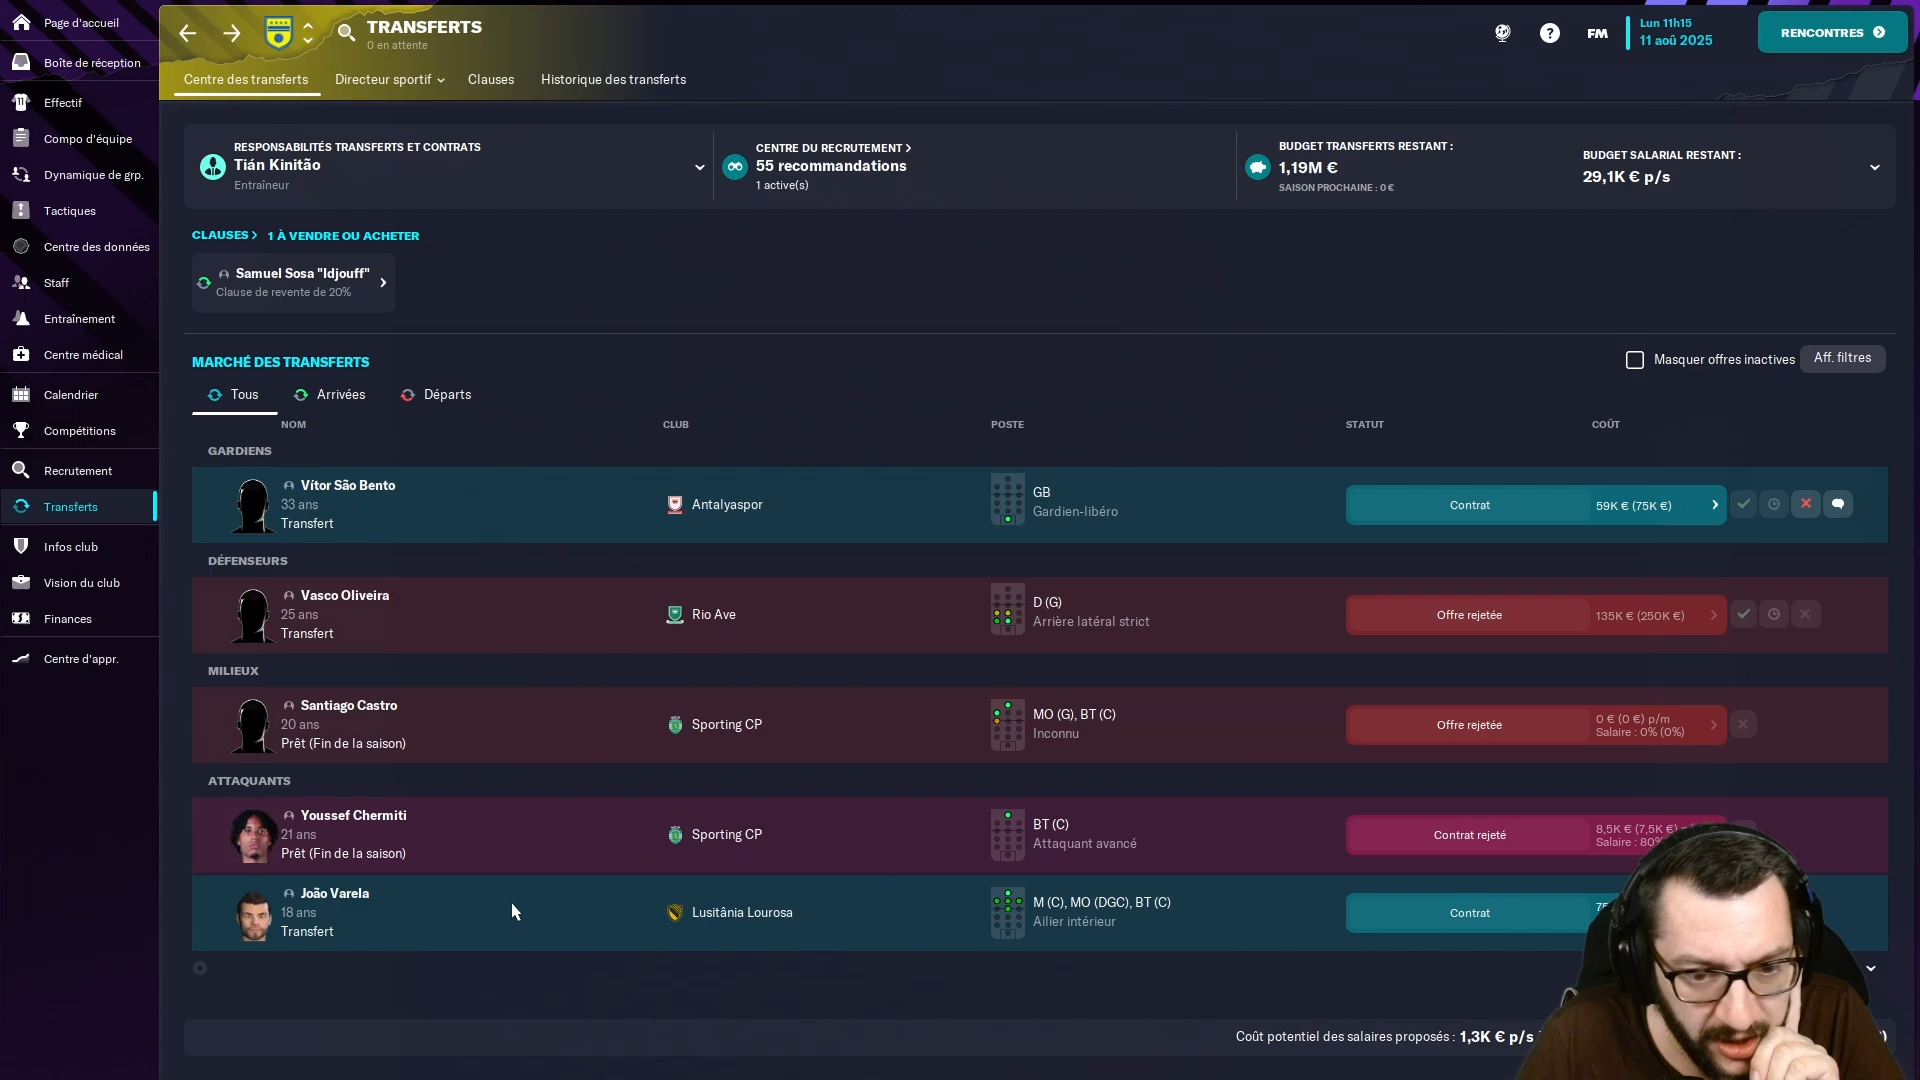 Page d'accueil
Boîte de réception
Effectif
Compo d'équipe
Dynamique de grp.
Tactiques
Centre des données
Staff
Entraînement
Centre médical
Calendrier
Compétitions
Recrutement
Transferts
Infos club
Vision du club
Finances
Centre d'appr.
TRANSFERTS
0 en attente
FM
Lun 11h15
11 aoû 2025
RENCONTRES
Centre des transferts
Directeur sportif
Clauses
Historique des transferts
RESPONSABILITÉS TRANSFERTS ET CONTRATS
Tián Kinitão
Entraîneur
CENTRE DU RECRUTEMENT >
55 recommandations
1 active(s)
BUDGET TRANSFERTS RESTANT :
1,19M €
SAISON PROCHAINE : 0 €
BUDGET SALARIAL RESTANT :
29,1K € p/s
CLAUSES > 1 À VENDRE OU ACHETER
Samuel Sosa "Idjouff"
Clause de revente de 20%
MARCHÉ DES TRANSFERTS
Masquer offres inactives
Aff. filtres
Tous
Arrivées
Départs
NOM CLUB POSTE STATUT COÛT
GARDIENS
Vítor São Bento
33 ans
Transfert
Antalyaspor
GB
Gardien-libéro
Contrat
59K € (75K €)
DÉFENSEURS
Vasco Oliveira
25 ans
Transfert
Rio Ave
D (G)
Arrière latéral strict
Offre rejetée
135K € (250K €)
MILIEUX
Santiago Castro
20 ans
Prêt (Fin de la saison)
Sporting CP
MO (G), BT (C)
Inconnu
Offre rejetée
0 € (0 €) p/m
Salaire : 0% (0%)
ATTAQUANTS
Youssef Chermiti
21 ans
Prêt (Fin de la saison)
Sporting CP
BT (C)
Attaquant avancé
Contrat rejeté
8,5K € (7,5K €)
Salaire : 80%
João Varela
18 ans
Transfert
Lusitânia Lourosa
M (C), MO (DGC), BT (C)
Ailier intérieur
Contrat
Coût potentiel des salaires proposés : 1,3K € p/s